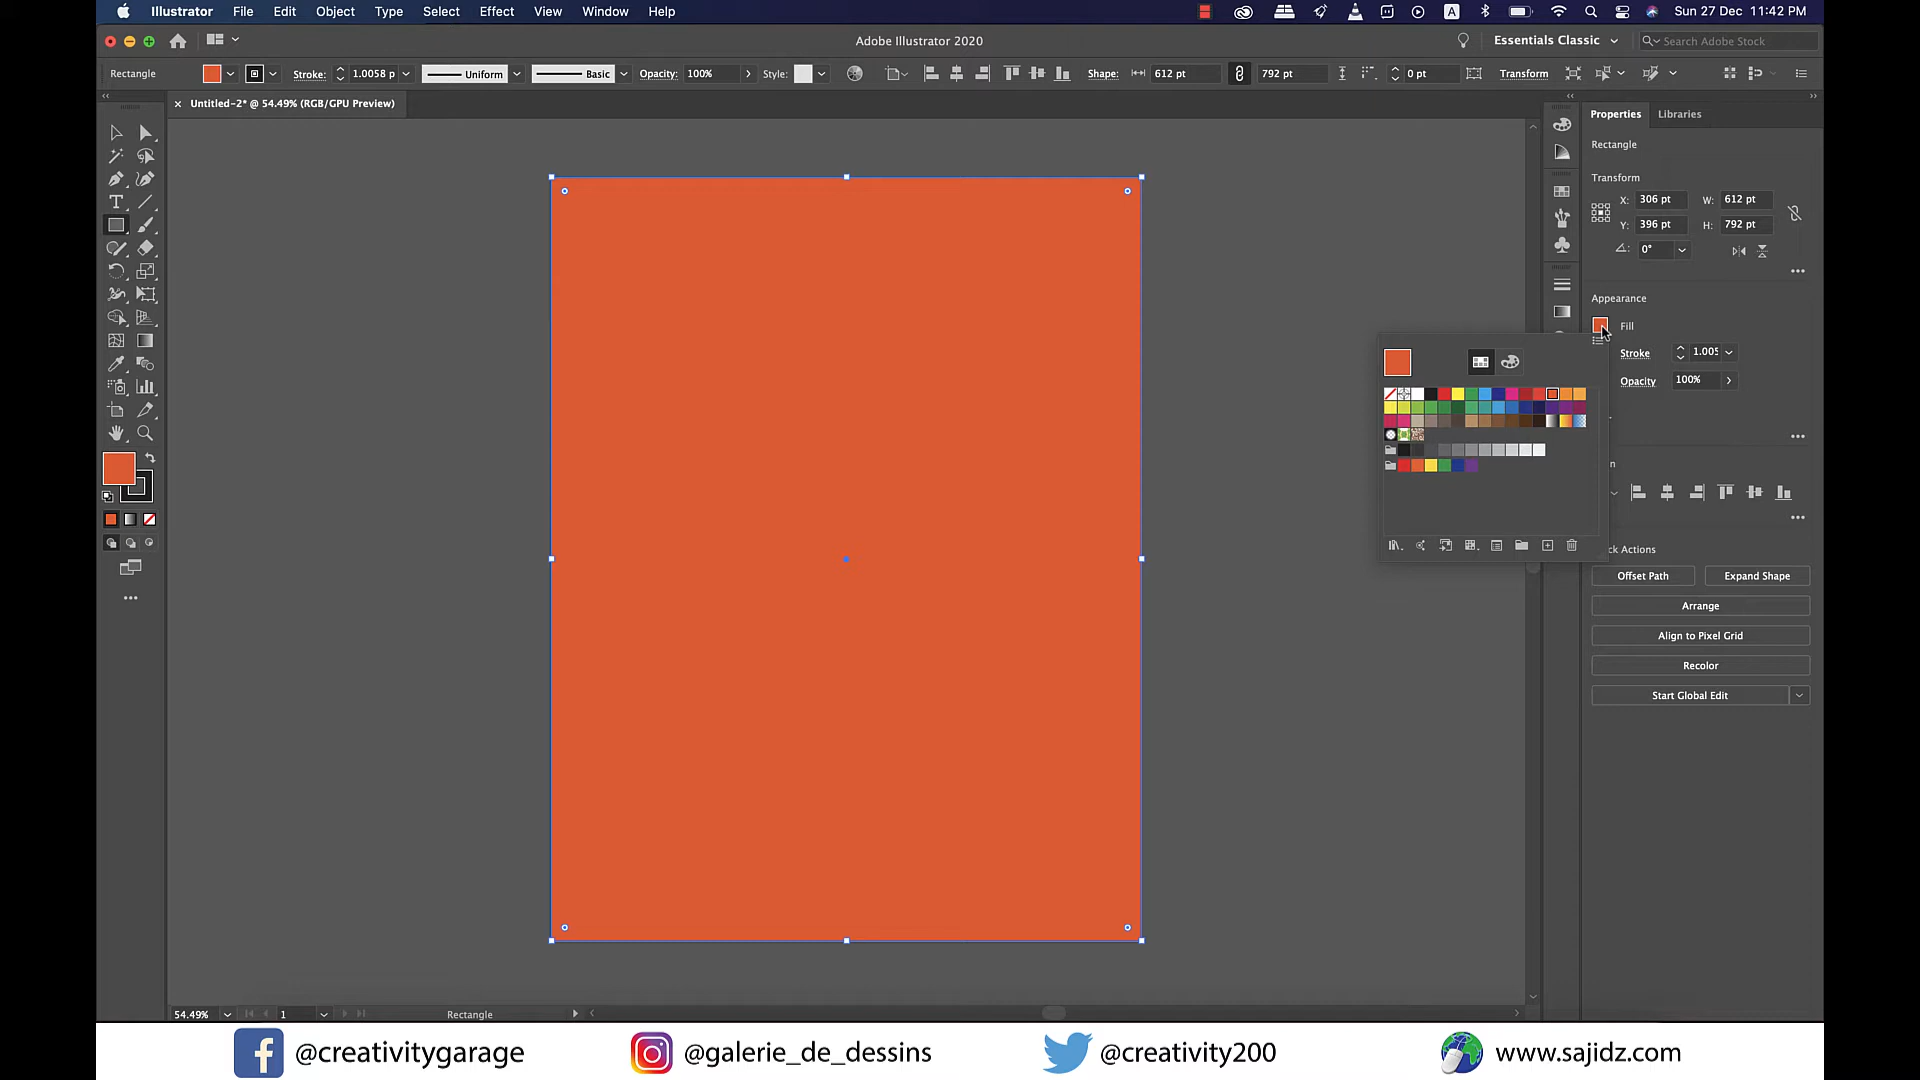 Illustrator File Edit Object Type Select Effect View Window Help
A
Sun 27 Dec 11:42 PM
Adobe Illustrator 2020
Essentials Classic
Search Adobe Stock
Rectangle
Stroke: 1.0058 p
Uniform
Basic
Opacity: 100%
Style:
Shape:
612 pt
792 pt
0 pt
Transform
Untitled-2* @ 54.49% (RGB/GPU Preview)
Properties
Libraries
Rectangle
Transform
X: 306 pt
W: 612 pt
Y: 396 pt
H: 792 pt
0°
Appearance
Fill
Stroke
1.005
Opacity
100%
Offset Path
Expand Shape
Arrange
Align to Pixel Grid
Recolor
Start Global Edit
54.49%
1
Rectangle
@creativitygarage
@galerie_de_dessins
@creativity200
www.sajidz.com